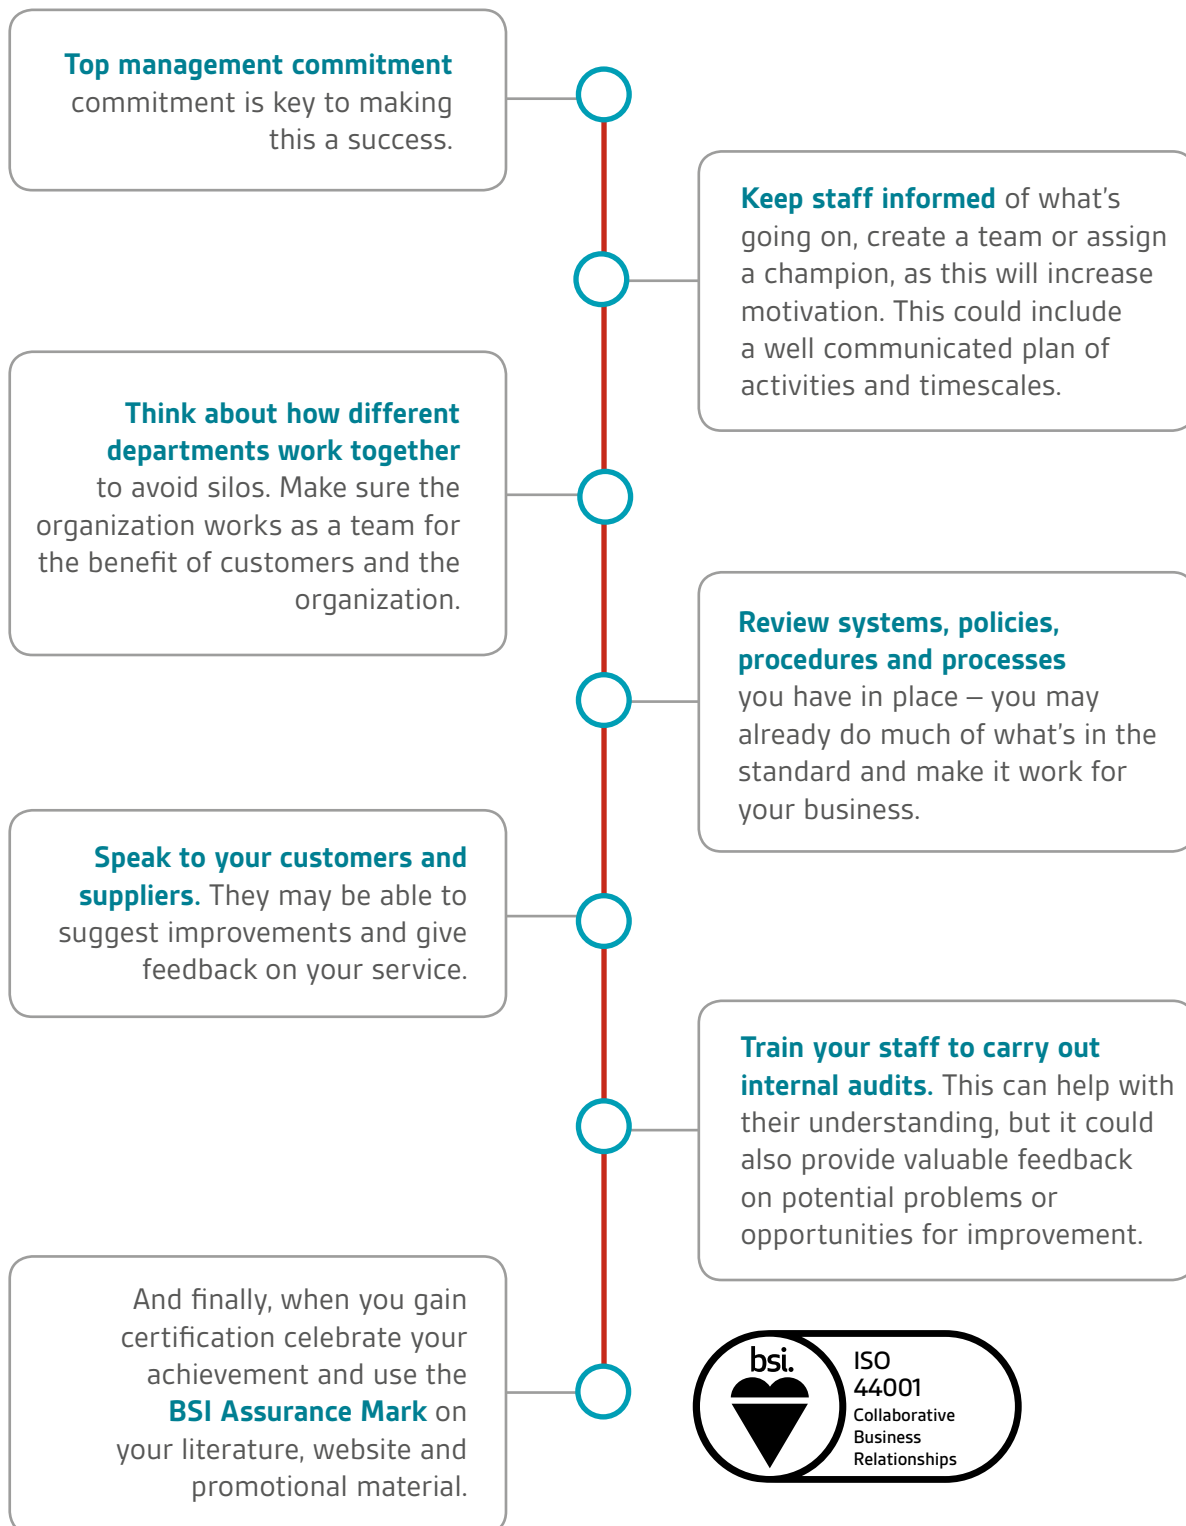 Top management commitment
commitment is key to making
this a success.
Keep staff informed of what's
going on, create a team or assign
a champion, as this will increase
motivation. This could include
a well communicated plan of
activities and timescales.
Think about how different
departments work together
to avoid silos. Make sure the
organization works as a team for
the benefit of customers and the
organization.
Review systems, policies,
procedures and processes
you have in place – you may
already do much of what's in the
standard and make it work for
your business.
Speak to your customers and
suppliers. They may be able to
suggest improvements and give
feedback on your service.
Train your staff to carry out
internal audits. This can help with
their understanding, but it could
also provide valuable feedback
on potential problems or
opportunities for improvement.
And finally, when you gain
certification celebrate your
achievement and use the
BSI Assurance Mark on
your literature, website and
promotional material.
bsi.
ISO
44001
Collaborative
Business
Relationships